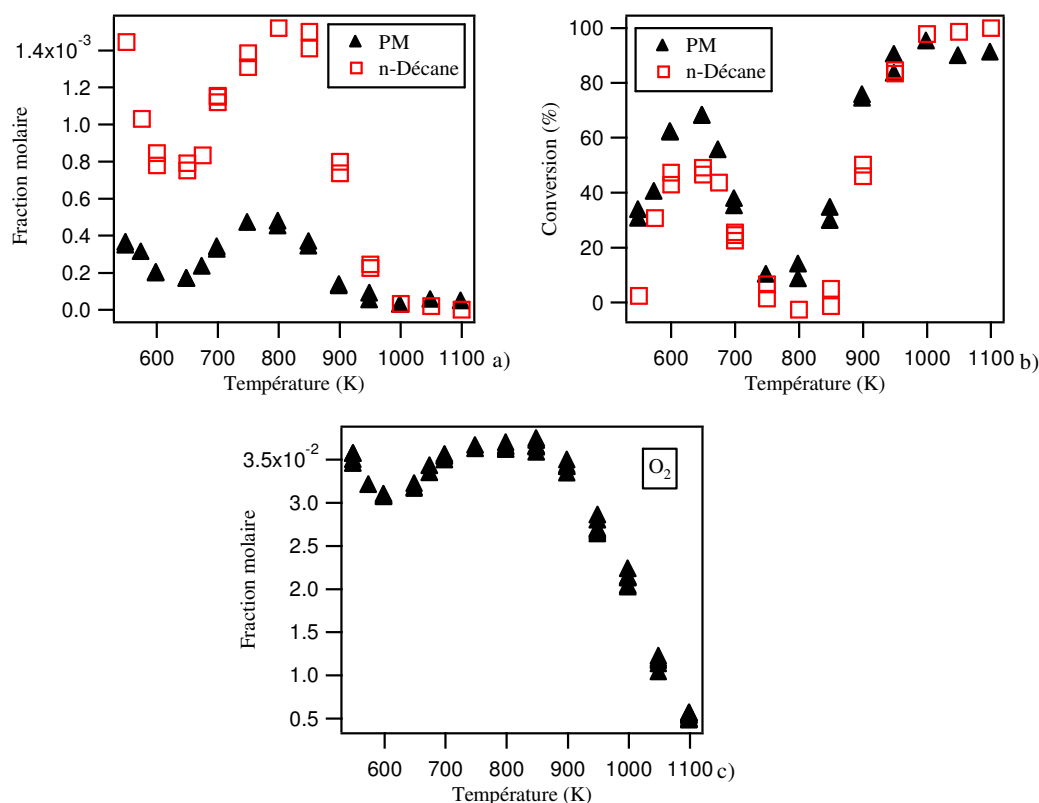 PM
n-Décane
1.4x10-3
1.2
1.0
0.8
0.6
0.4
0.2
0.0
Fraction molaire
600 700 800 900 1000 1100
Température (K)
a)
PM
n-Décane
100
80
60
40
20
0
Conversion (%)
600 700 800 900 1000 1100
Température (K)
b)
O2
3.5x10-2
3.0
2.5
2.0
1.5
1.0
0.5
Fraction molaire
600 700 800 900 1000 1100
Température (K)
c)